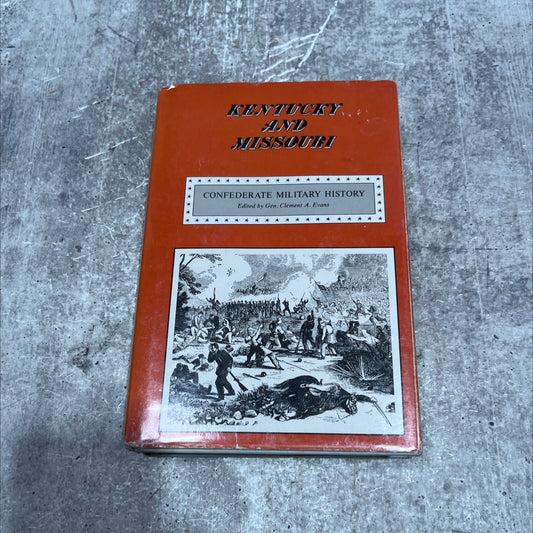 KENTUCKY
AND
MISSOURI
CONFEDERATE MILITARY HISTORY
Edited by Gen. Clement A. Evans